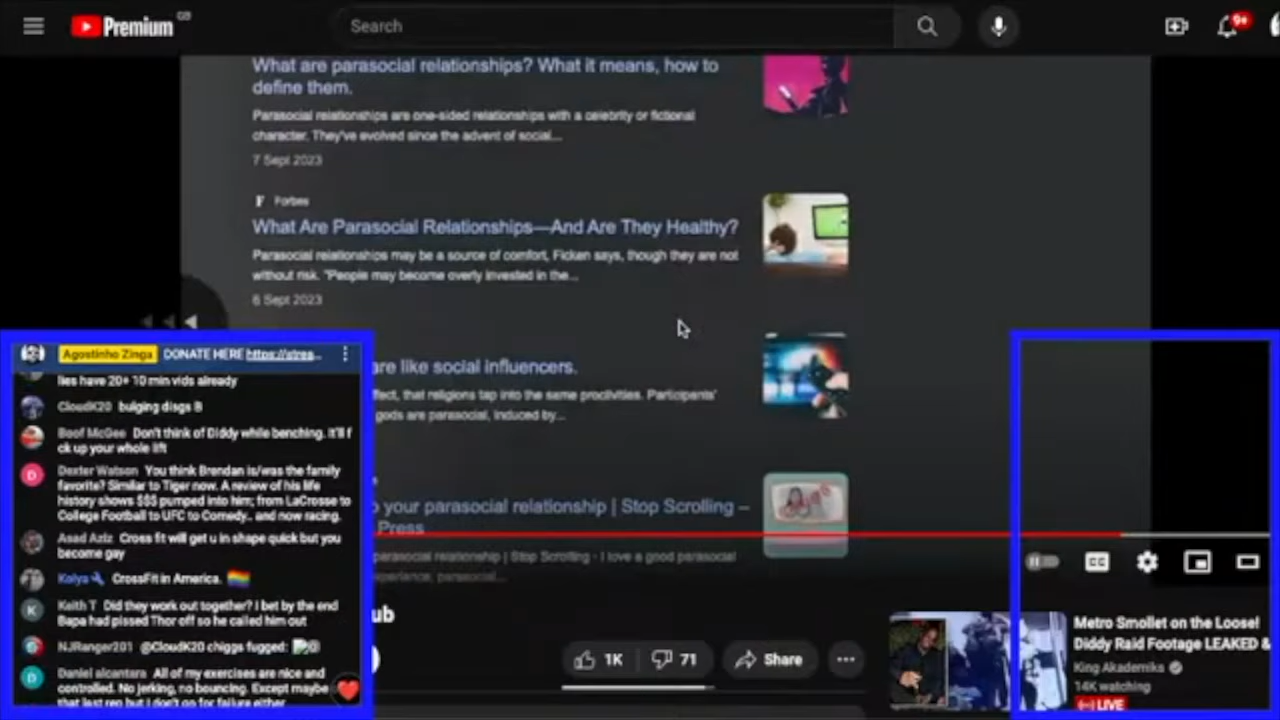 Premium GB
Search
9+
What are parasocial relationships? What it means, how to
define them.
Parasocial relationships are one-sided relationships with a celebrity or fictional
character. They've evolved since the advent of social...
7 Sept 2023
F Forbes
What Are Parasocial Relationships—And Are They Healthy?
Parasocial relationships may be a source of comfort, Ficken says, though they are not
without risk. "People may become overly invested in the...
6 Sept 2023
are like social influencers.
ffect, that religions tap into the same proclivities. Participants'
gods are parasocial, induced by...
your parasocial relationship | Stop Scrolling –
Press
parasocial relationship | Stop Scrolling · I love a good parasocial
experience, parasocial...
Agostinho Zinga DONATE HERE https://strea...
lies have 20+ 10 min vids already
CloudK20 bulging disgs B
Beef McGee Don't think of Diddy while benching. It'll f
ck up your whole lift
D Dexter Watson You think Brendan is/was the family
favorite? Similar to Tiger now. A review of his life
history shows $$$ pumped into him; from LaCrosse to
College Football to UFC to Comedy.. and now racing.
Asad Aziz Cross fit will get u in shape quick but you
become gay
Kalya CrossFit in America.
K Keith T Did they work out together? I bet by the end
Bapa had pissed Thor off so he called him out
NJRanger201 @CloudK20 chiggs fugged:
D Daniel alcantara All of my exercises are nice and
controlled. No jerking, no bouncing. Except maybe
that last rep but I don't go for failure either
ub
1K 71 Share
CC
Metro Smollet on the Loose!
Diddy Raid Footage LEAKED &
King Akademiks
14K watching
LIVE